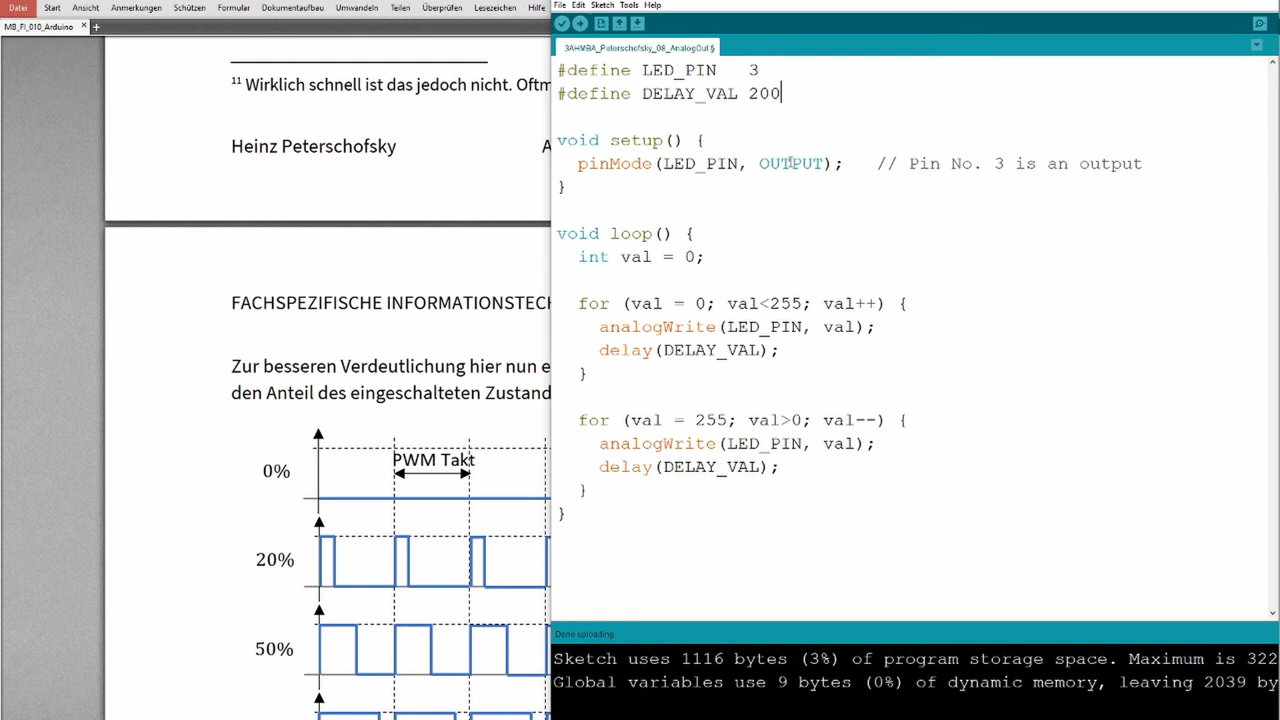 Datei Start Ansicht Anmerkungen Schützen Formular Dokumentaufbau Umwandeln Teilen Überprüfen Lesezeichen Hilfe
MB_FI_010_Arduino × +
11 Wirklich schnell ist das jedoch nicht. Oftm
Heinz Peterschofsky A
FACHSPEZIFISCHE INFORMATIONSTECH
Zur besseren Verdeutlichung hier nun e
den Anteil des eingeschalteten Zustand
PWM Takt
0%
20%
50%
File Edit Sketch Tools Help
3AHMBA_Peterschofsky_08_AnalogOut §
#define LED_PIN   3
#define DELAY_VAL 200
void setup() {
  pinMode(LED_PIN, OUTPUT);   // Pin No. 3 is an output
}
void loop() {
  int val = 0;
  for (val = 0; val<255; val++) {
    analogWrite(LED_PIN, val);
    delay(DELAY_VAL);
  }
  for (val = 255; val>0; val--) {
    analogWrite(LED_PIN, val);
    delay(DELAY_VAL);
  }
}
Done uploading.
Sketch uses 1116 bytes (3%) of program storage space. Maximum is 322
Global variables use 9 bytes (0%) of dynamic memory, leaving 2039 by